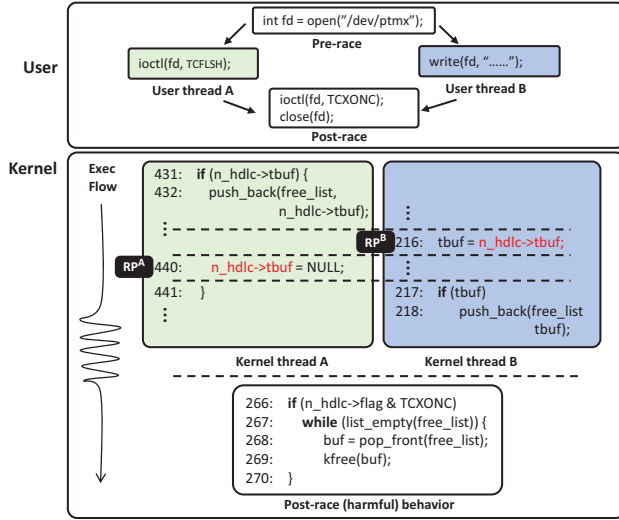 int fd = open("/dev/ptmx");
Pre-race
User
ioctl(fd, TCFLSH);
write(fd, "......");
User thread A
User thread B
ioctl(fd, TCXONC);
close(fd);
Post-race
Kernel
Exec
Flow
431: if (n_hdlc->tbuf) {
432: push_back(free_list,
n_hdlc->tbuf);
⋮
⋮
RP^B
216: tbuf = n_hdlc->tbuf;
RP^A
440: n_hdlc->tbuf = NULL;
⋮
441: }
217: if (tbuf)
⋮
218: push_back(free_list
tbuf);
Kernel thread A
Kernel thread B
266: if (n_hdlc->flag & TCXONC)
267: while (list_empty(free_list)) {
268: buf = pop_front(free_list);
269: kfree(buf);
270: }
Post-race (harmful) behavior